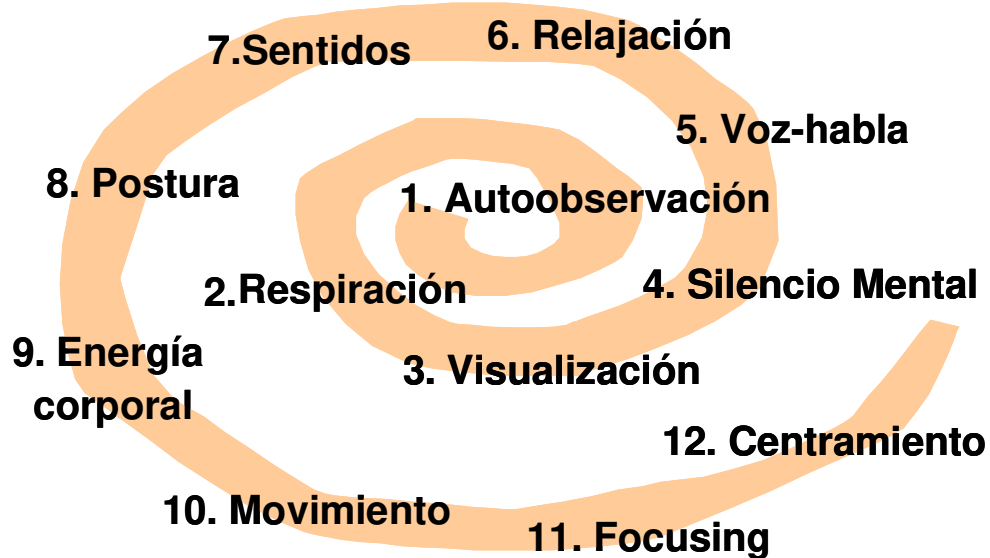 1. Autoobservación
2.Respiración
3. Visualización
4. Silencio Mental
5. Voz-habla
6. Relajación
7.Sentidos
8. Postura
9. Energía
corporal
10. Movimiento
11. Focusing
12. Centramiento